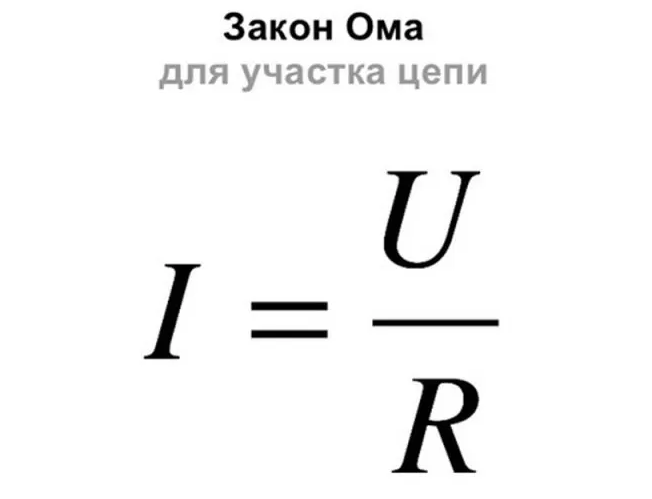 Закон Ома
для участка цепи
I = U / R